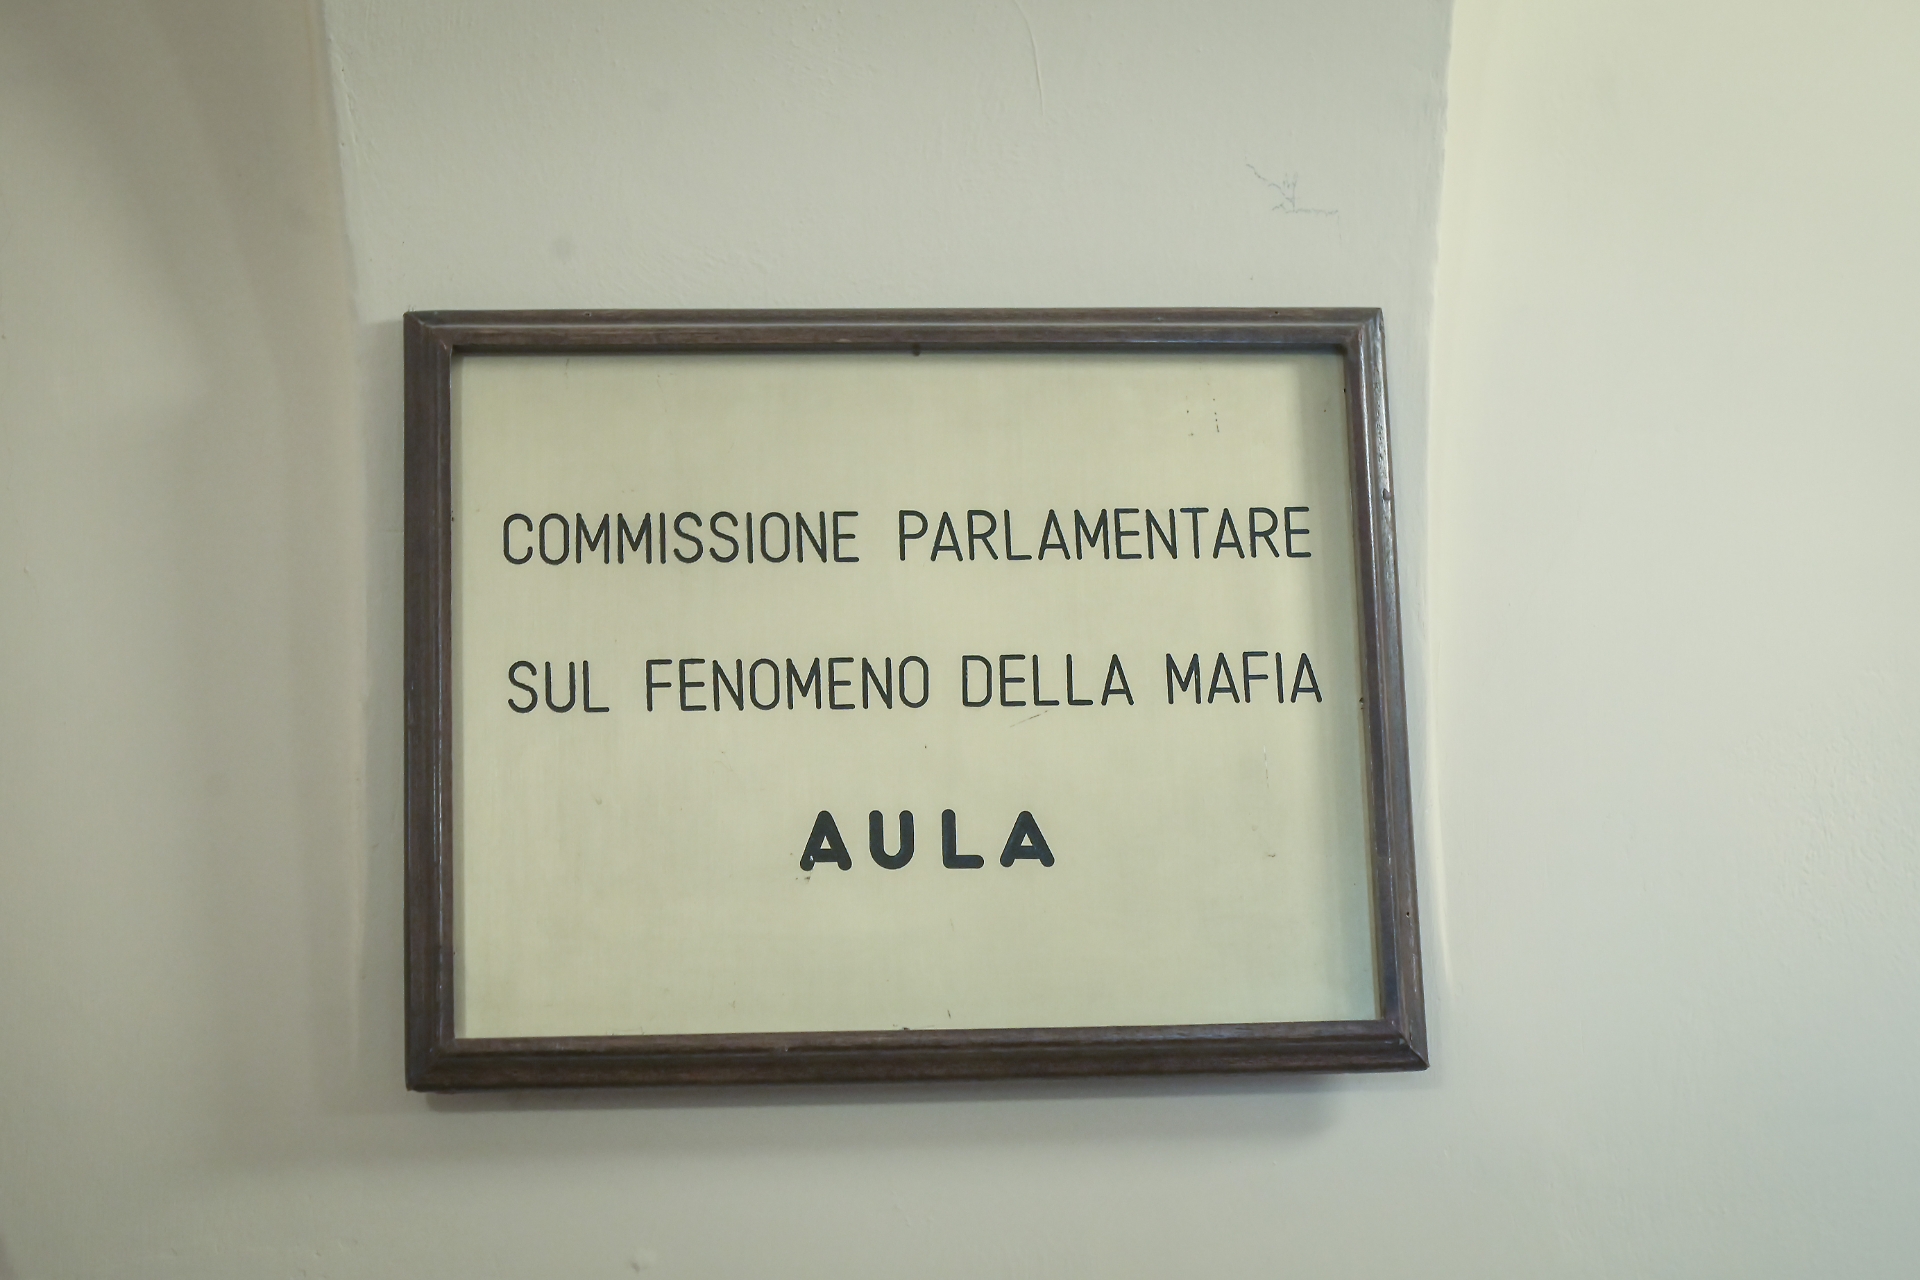 COMMISSIONE PARLAMENTARE
SUL FENOMENO DELLA MAFIA
AULA